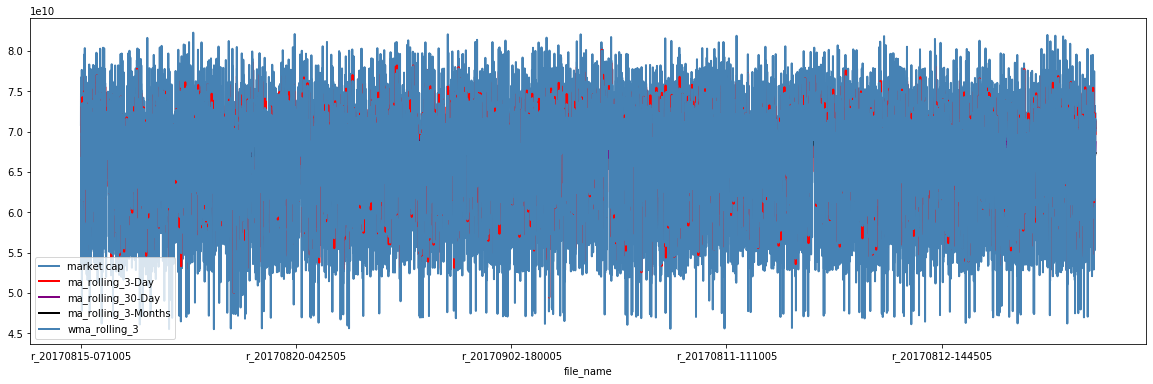 1e10
8.0
7.5
7.0
6.5
6.0
5.5
5.0
4.5
market cap
ma_rolling_3-Day
ma_rolling_30-Day
ma_rolling_3-Months
wma_rolling_3
r_20170815-071005 r_20170820-042505 r_20170902-180005 r_20170811-111005 r_20170812-144505
file_name